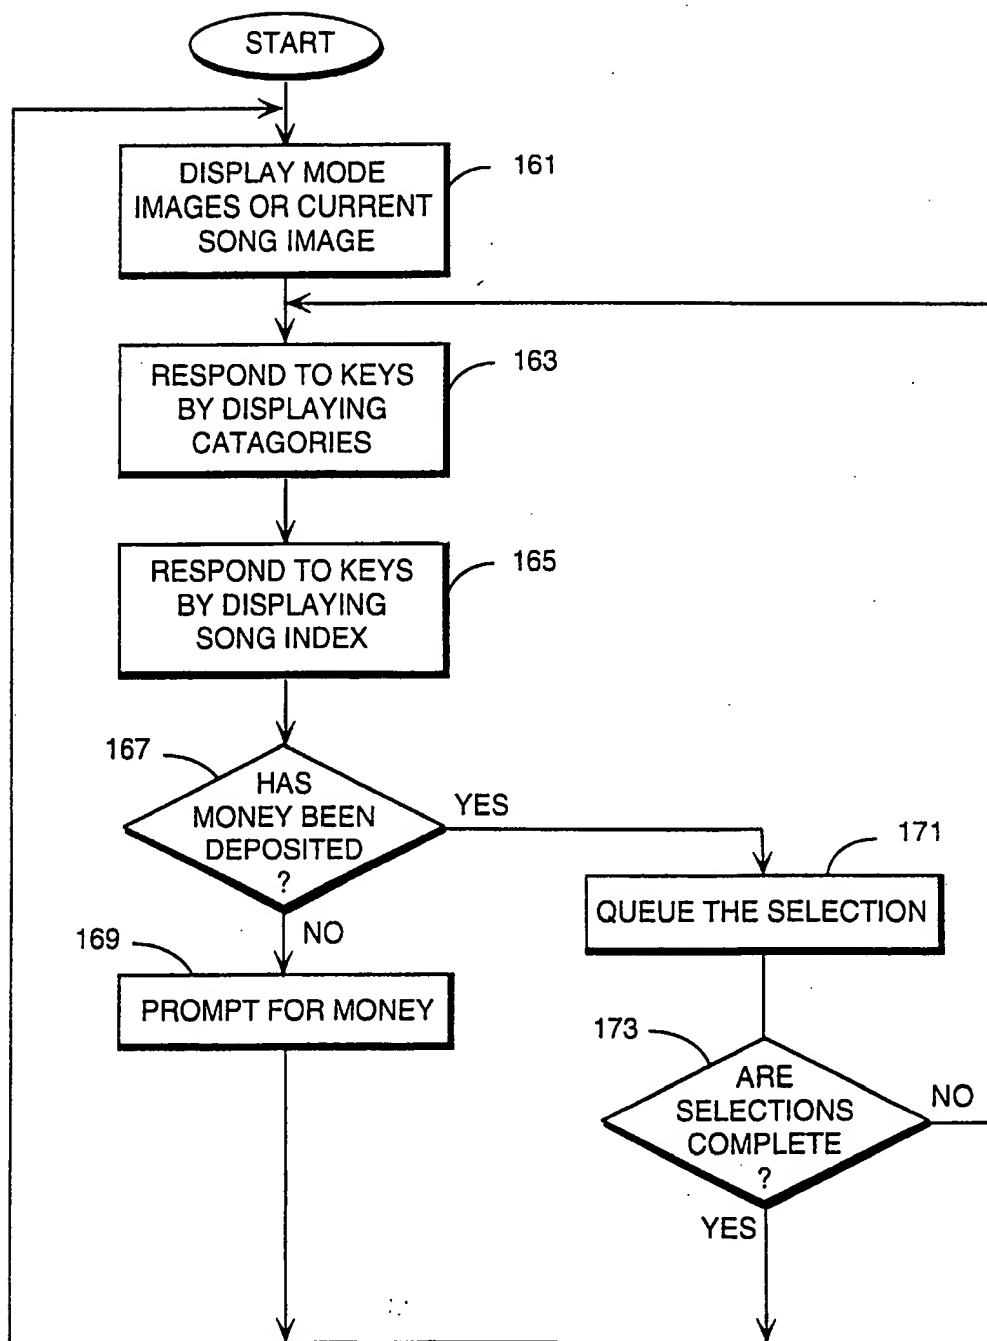 START
DISPLAY MODE
IMAGES OR CURRENT
SONG IMAGE
161
RESPOND TO KEYS
BY DISPLAYING
CATAGORIES
163
RESPOND TO KEYS
BY DISPLAYING
SONG INDEX
165
167
HAS
MONEY BEEN
DEPOSITED
?
YES
NO
171
QUEUE THE SELECTION
169
PROMPT FOR MONEY
173
ARE
SELECTIONS
COMPLETE
?
NO
YES